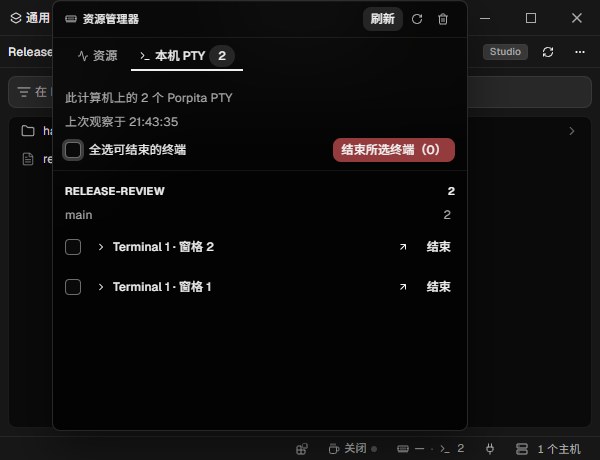 通用
资源管理器
刷新
Release
Studio
资源
本机 PTY
2
在
此计算机上的 2 个 Porpita PTY
上次观察于 21:43:35
全选可结束的终端
结束所选终端（0）
RELEASE-REVIEW 2
main 2
Terminal 1 · 窗格 2 结束
Terminal 1 · 窗格 1 结束
关闭
2
1 个主机